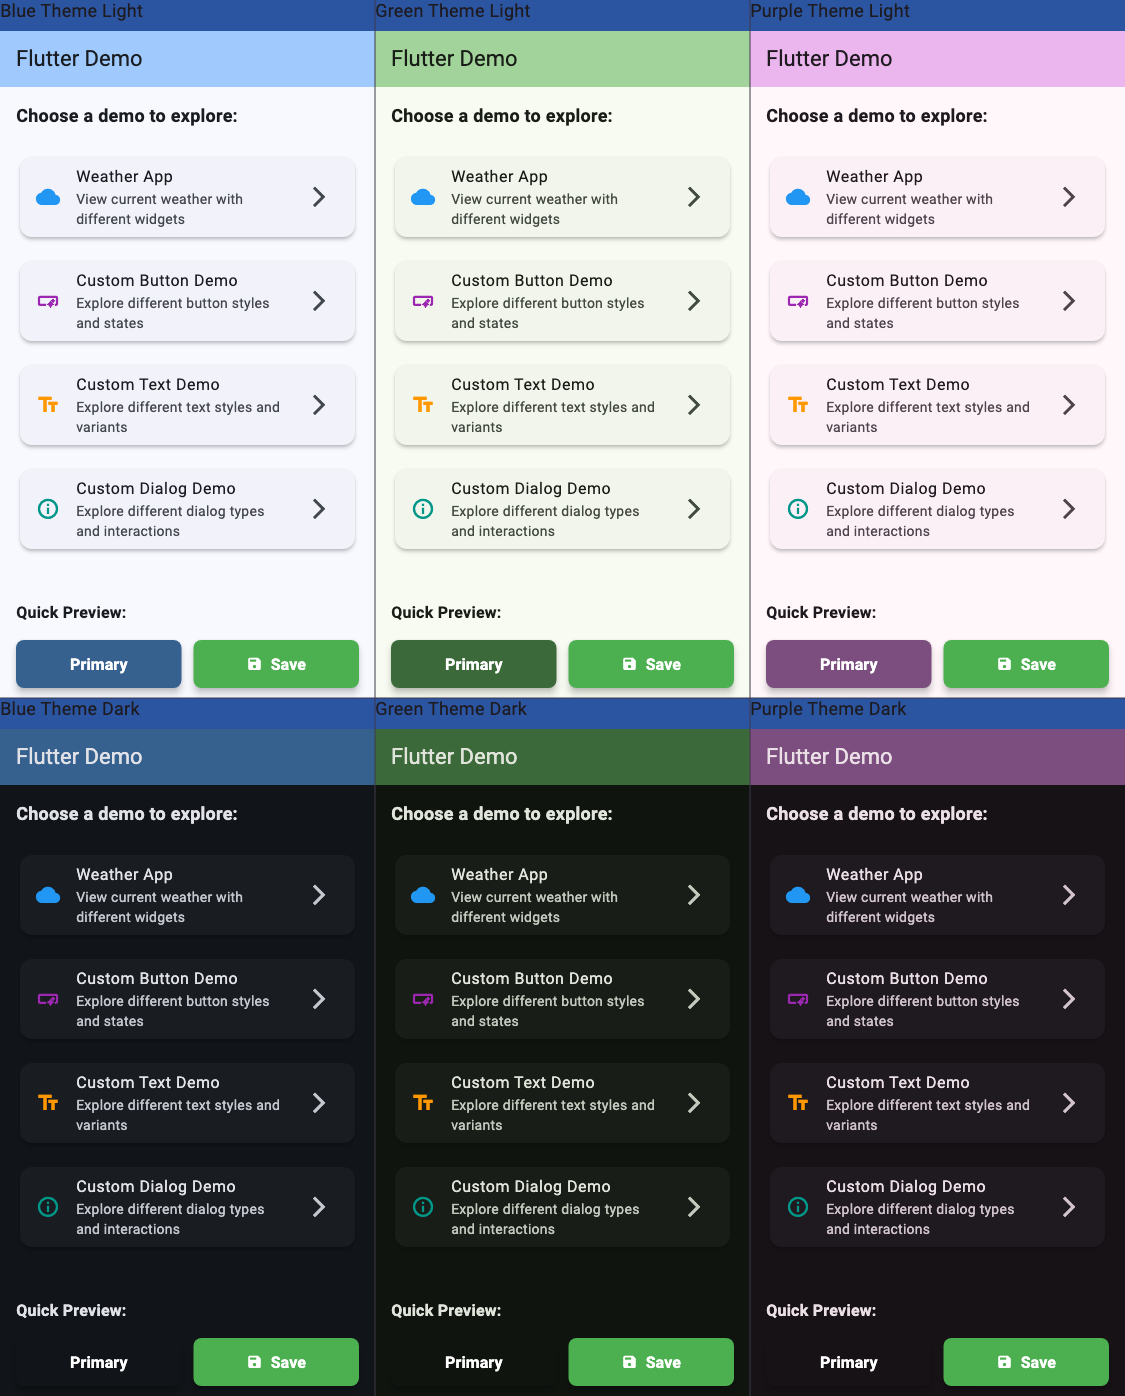 Blue Theme Light
Flutter Demo
Choose a demo to explore:
Weather App
View current weather with
different widgets
Custom Button Demo
Explore different button styles
and states
Custom Text Demo
Explore different text styles and
variants
Custom Dialog Demo
Explore different dialog types
and interactions
Quick Preview:
Primary
Save
Green Theme Light
Flutter Demo
Choose a demo to explore:
Weather App
View current weather with
different widgets
Custom Button Demo
Explore different button styles
and states
Custom Text Demo
Explore different text styles and
variants
Custom Dialog Demo
Explore different dialog types
and interactions
Quick Preview:
Primary
Save
Purple Theme Light
Flutter Demo
Choose a demo to explore:
Weather App
View current weather with
different widgets
Custom Button Demo
Explore different button styles
and states
Custom Text Demo
Explore different text styles and
variants
Custom Dialog Demo
Explore different dialog types
and interactions
Quick Preview:
Primary
Save
Blue Theme Dark
Flutter Demo
Choose a demo to explore:
Weather App
View current weather with
different widgets
Custom Button Demo
Explore different button styles
and states
Custom Text Demo
Explore different text styles and
variants
Custom Dialog Demo
Explore different dialog types
and interactions
Quick Preview:
Primary
Save
Green Theme Dark
Flutter Demo
Choose a demo to explore:
Weather App
View current weather with
different widgets
Custom Button Demo
Explore different button styles
and states
Custom Text Demo
Explore different text styles and
variants
Custom Dialog Demo
Explore different dialog types
and interactions
Quick Preview:
Primary
Save
Purple Theme Dark
Flutter Demo
Choose a demo to explore:
Weather App
View current weather with
different widgets
Custom Button Demo
Explore different button styles
and states
Custom Text Demo
Explore different text styles and
variants
Custom Dialog Demo
Explore different dialog types
and interactions
Quick Preview:
Primary
Save